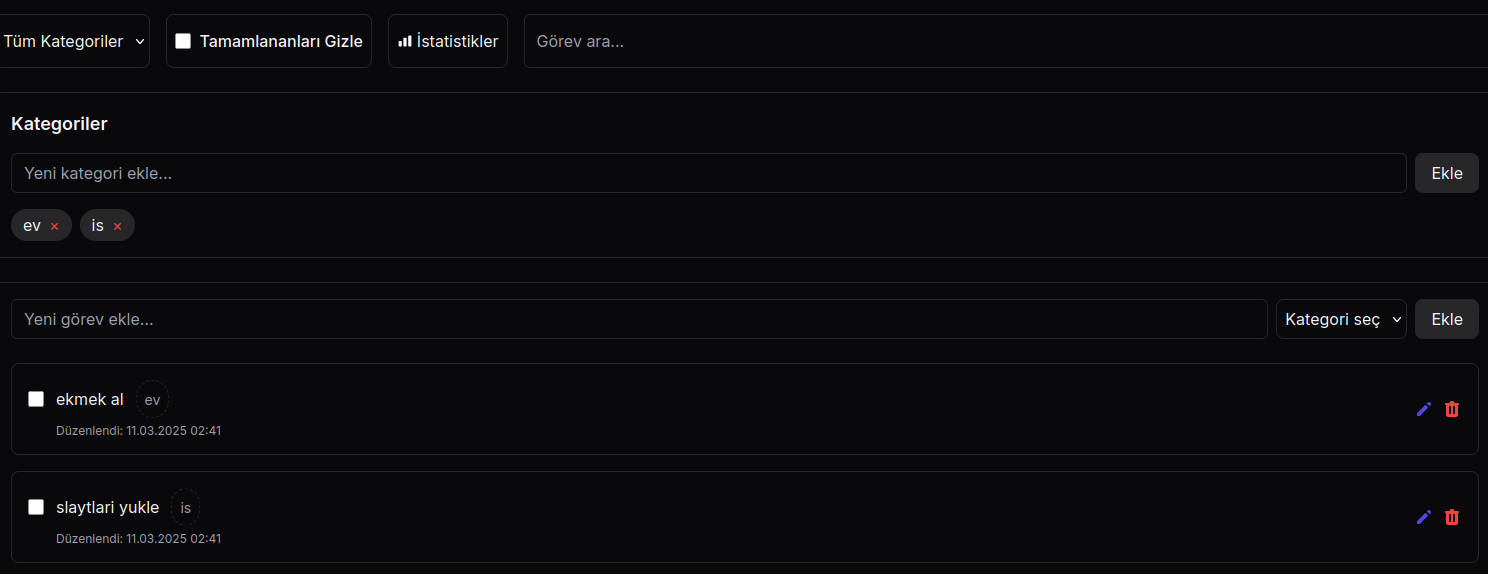 Tüm Kategoriler Tamamlananları Gizle İstatistikler Görev ara...
Kategoriler
Yeni kategori ekle... Ekle
ev × is ×
Yeni görev ekle... Kategori seç Ekle
ekmek al ev
Düzenlendi: 11.03.2025 02:41
slaytlari yukle is
Düzenlendi: 11.03.2025 02:41